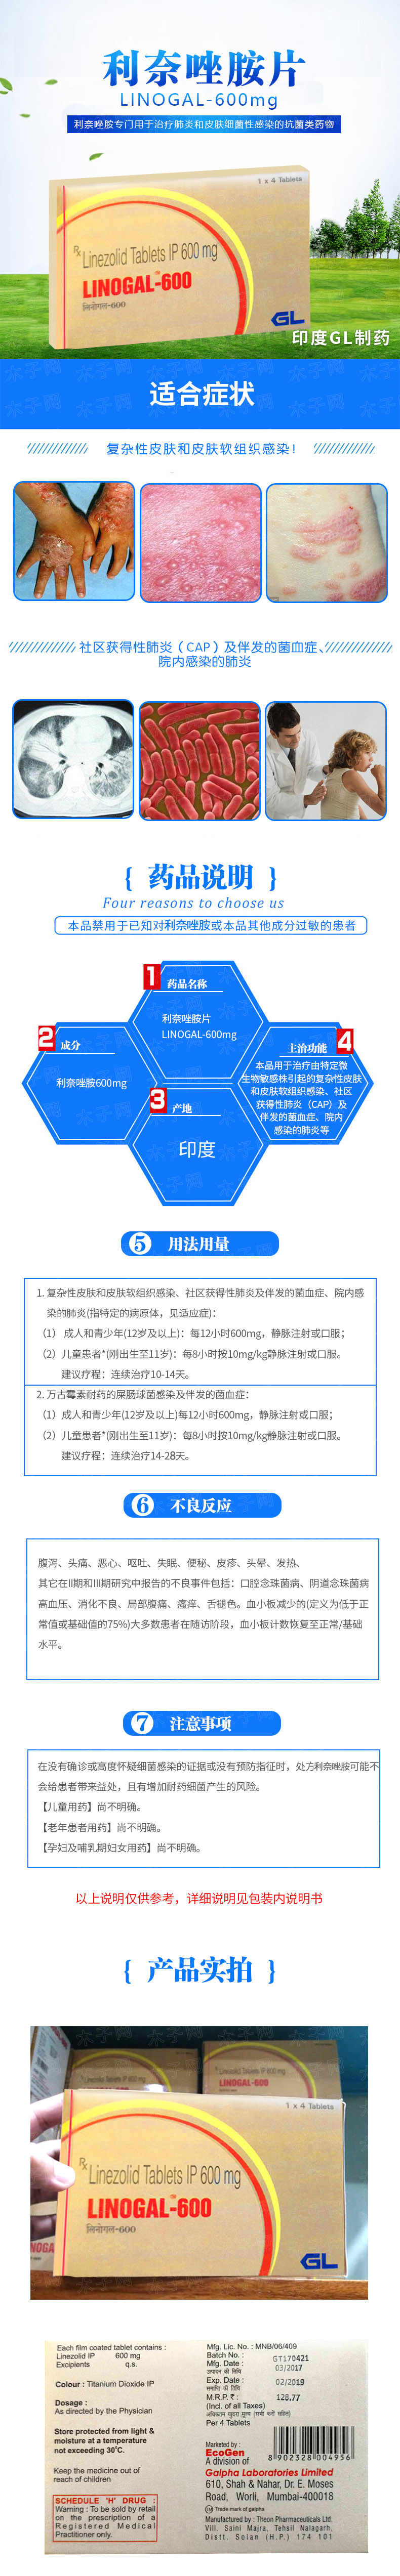 利奈唑胺片
LINOGAL-600mg
利奈唑胺专门用于治疗肺炎和皮肤细菌性感染的抗菌类药物
1 x 4 Tablets
Rx Linezolid Tablets IP 600 mg
LINOGAL-600
लिनोगल-600
GL
印度GL制药
适合症状
复杂性皮肤和皮肤软组织感染!
社区获得性肺炎（CAP）及伴发的菌血症、
院内感染的肺炎
{ 药品说明 }
Four reasons to choose us
本品禁用于已知对利奈唑胺或本品其他成分过敏的患者
1 药品名称
利奈唑胺片
LINOGAL-600mg
2 成分
利奈唑胺600mg
主治功能 4
本品用于治疗由特定微
生物敏感株引起的复杂性皮肤
和皮肤软组织感染、社区
获得性肺炎（CAP）及
伴发的菌血症、院内
感染的肺炎等
3 产地
印度
5 用法用量
1. 复杂性皮肤和皮肤软组织感染、社区获得性肺炎及伴发的菌血症、院内感
染的肺炎(指特定的病原体，见适应症):
（1） 成人和青少年(12岁及以上)：每12小时600mg，静脉注射或口服；
（2）儿童患者*(刚出生至11岁)：每8小时按10mg/kg静脉注射或口服。
建议疗程：连续治疗10-14天。
2. 万古霉素耐药的屎肠球菌感染及伴发的菌血症：
（1）成人和青少年(12岁及以上)每12小时600mg，静脉注射或口服；
（2）儿童患者*(刚出生至11岁)：每8小时按10mg/kg静脉注射或口服。
建议疗程：连续治疗14-28天。
6 不良反应
腹泻、头痛、恶心、呕吐、失眠、便秘、皮疹、头晕、发热、
其它在II期和III期研究中报告的不良事件包括：口腔念珠菌病、阴道念珠菌病
高血压、消化不良、局部腹痛、瘙痒、舌褪色。血小板减少的(定义为低于正
常值或基础值的75%)大多数患者在随访阶段，血小板计数恢复至正常/基础
水平。
7 注意事项
在没有确诊或高度怀疑细菌感染的证据或没有预防指征时，处方利奈唑胺可能不
会给患者带来益处，且有增加耐药细菌产生的风险。
【儿童用药】尚不明确。
【老年患者用药】尚不明确。
【孕妇及哺乳期妇女用药】尚不明确。
以上说明仅供参考，详细说明见包装内说明书
{ 产品实拍 }
Linezolid Tablets IP 600 mg
LINOGAL-600
1 x 4 Tablets
Rx Linezolid Tablets IP 600 mg
LINOGAL-600
लिनोगल-600
GL
Each film coated tablet contains :
Linezolid IP 600 mg
Excipients q.s.
Colour : Titanium Dioxide IP
Dosage :
As directed by the Physician
Store protected from light &
moisture at a temperature
not exceeding 30°C.
Keep the medicine out of
reach of children
SCHEDULE 'H' DRUG :
Warning : To be sold by retail
on the prescription of a
Registered Medical
Practitioner only.
Mfg. Lic. No. : MNB/06/409
Batch No. : GT170421
Mfg. Date : 03/2017
उत्पादन की तिथि
Exp. Date : 02/2019
समाप्ति की तिथि
M.R.P. ₹ : 128.77
(Incl. of all Taxes)
Per 4 Tablets
8 902328 004956
Marketed by :
EcoGen
A division of
Galpha Laboratories Limited
610, Shah & Nahar, Dr. E. Moses
Road, Worli, Mumbai-400018
Trade mark of galpha
Manufactured by : Theon Pharmaceuticals Ltd.
Vill. Saini Majra, Tehsil Nalagarh,
Distt. Solan (H.P.) 174 101